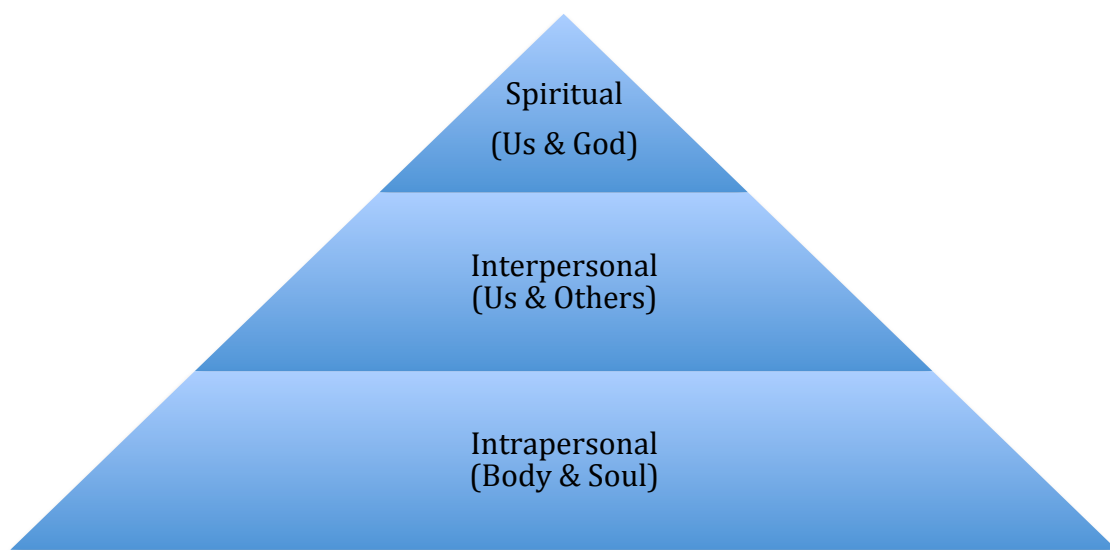 Spiritual
(Us & God)
Interpersonal
(Us & Others)
Intrapersonal
(Body & Soul)